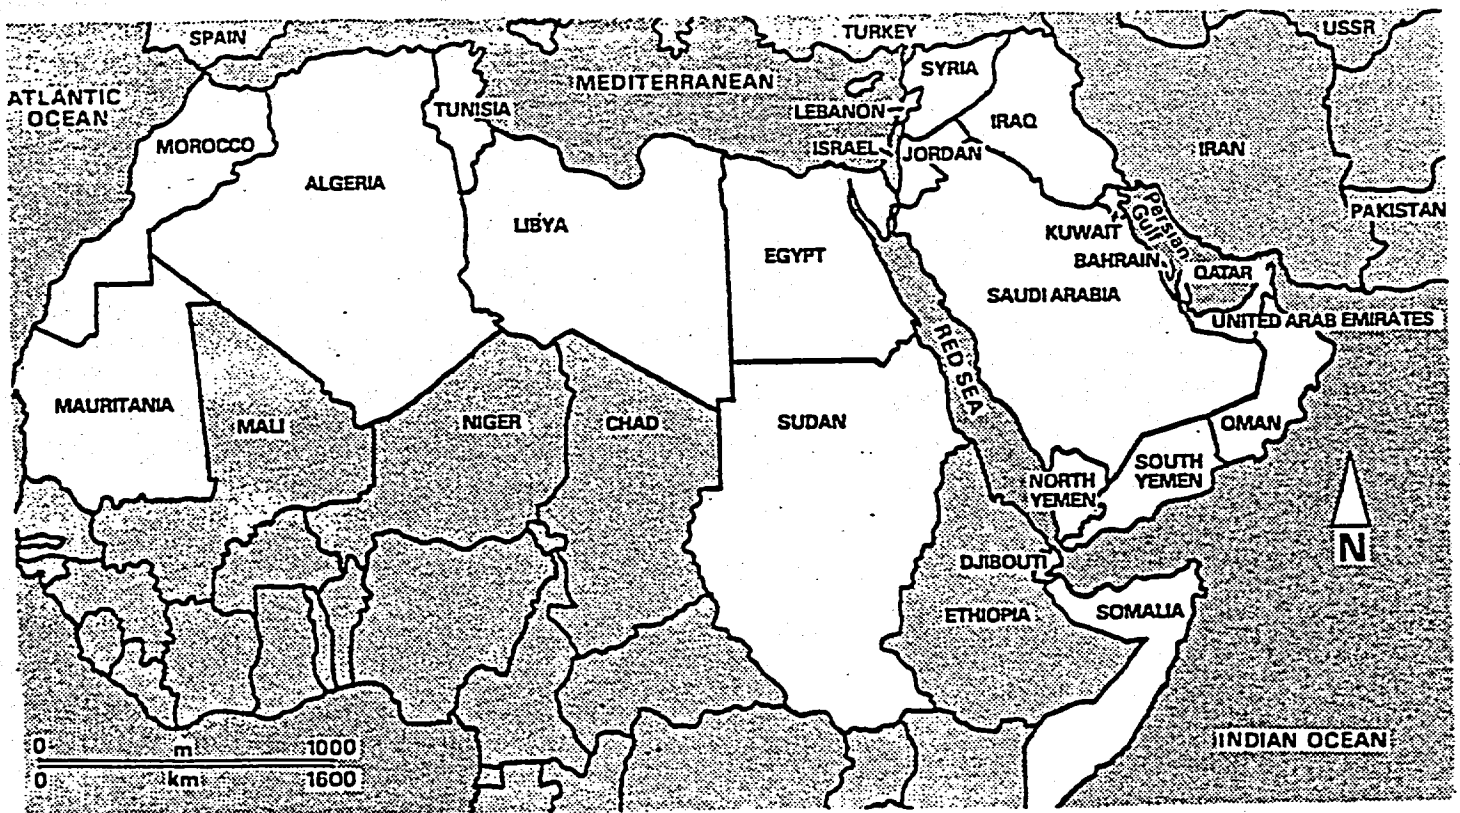 SPAIN
TURKEY
USSR
SYRIA
MEDITERRANEAN
ATLANTIC
OCEAN
TUNISIA
LEBANON
IRAQ
MOROCCO
ISRAEL
JORDAN
IRAN
ALGERIA
Persian
Gulf
PAKISTAN
LIBYA
KUWAIT
EGYPT
BAHRAIN
QATAR
SAUDI ARABIA
UNITED ARAB EMIRATES
RED SEA
MAURITANIA
MALI
NIGER
CHAD
SUDAN
OMAN
NORTH
YEMEN
SOUTH
YEMEN
N
DJIBOUTI
ETHIOPIA
SOMALIA
INDIAN OCEAN
0 m 1000
0 km 1600